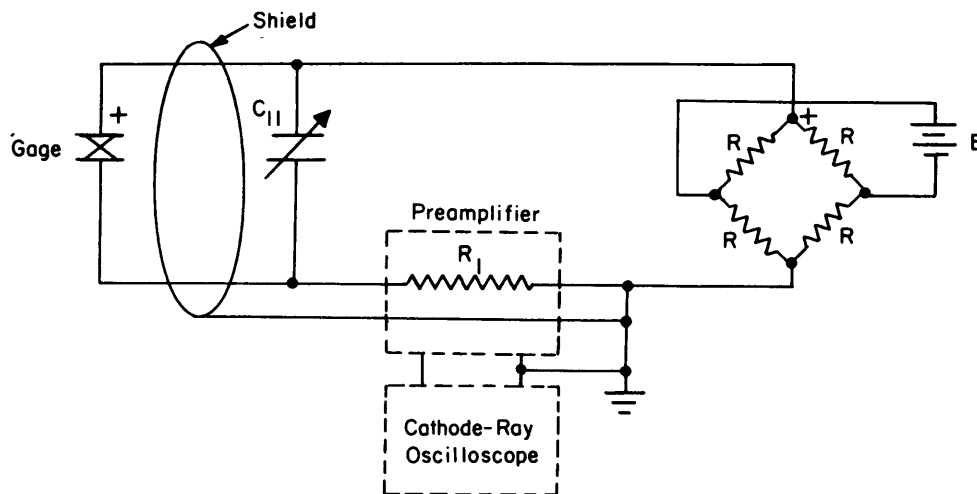 Shield
+
C11
Gage
+
R
R
E
R
R
Preamplifier
R1
Cathode-Ray
Oscilloscope